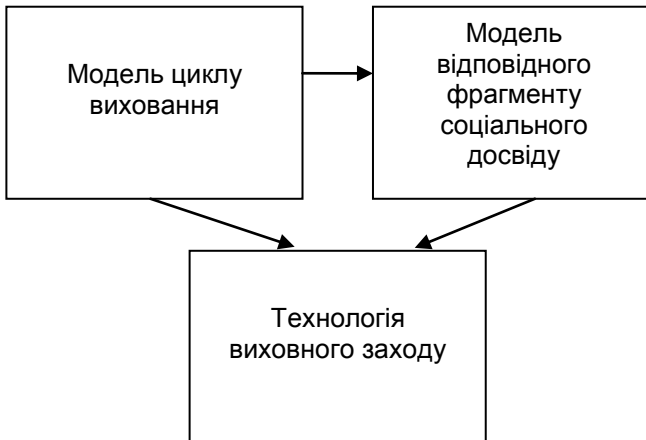 Модель циклу
виховання
Модель
відповідного
фрагменту
соціального
досвіду
Технологія
виховного заходу